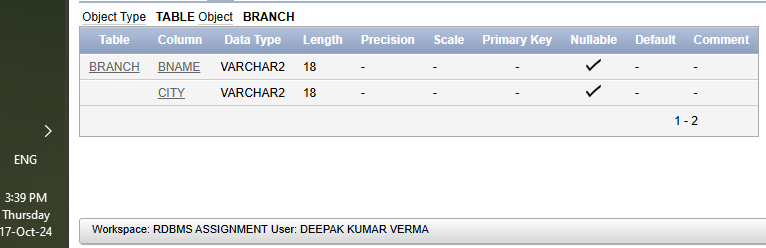 Object Type TABLE Object BRANCH
Table Column Data Type Length Precision Scale Primary Key Nullable Default Comment
BRANCH BNAME VARCHAR2 18 - - - ✓ - -
CITY VARCHAR2 18 - - - ✓ - -
1 - 2
ENG
3:39 PM
Thursday
17-Oct-24
Workspace: RDBMS ASSIGNMENT User: DEEPAK KUMAR VERMA